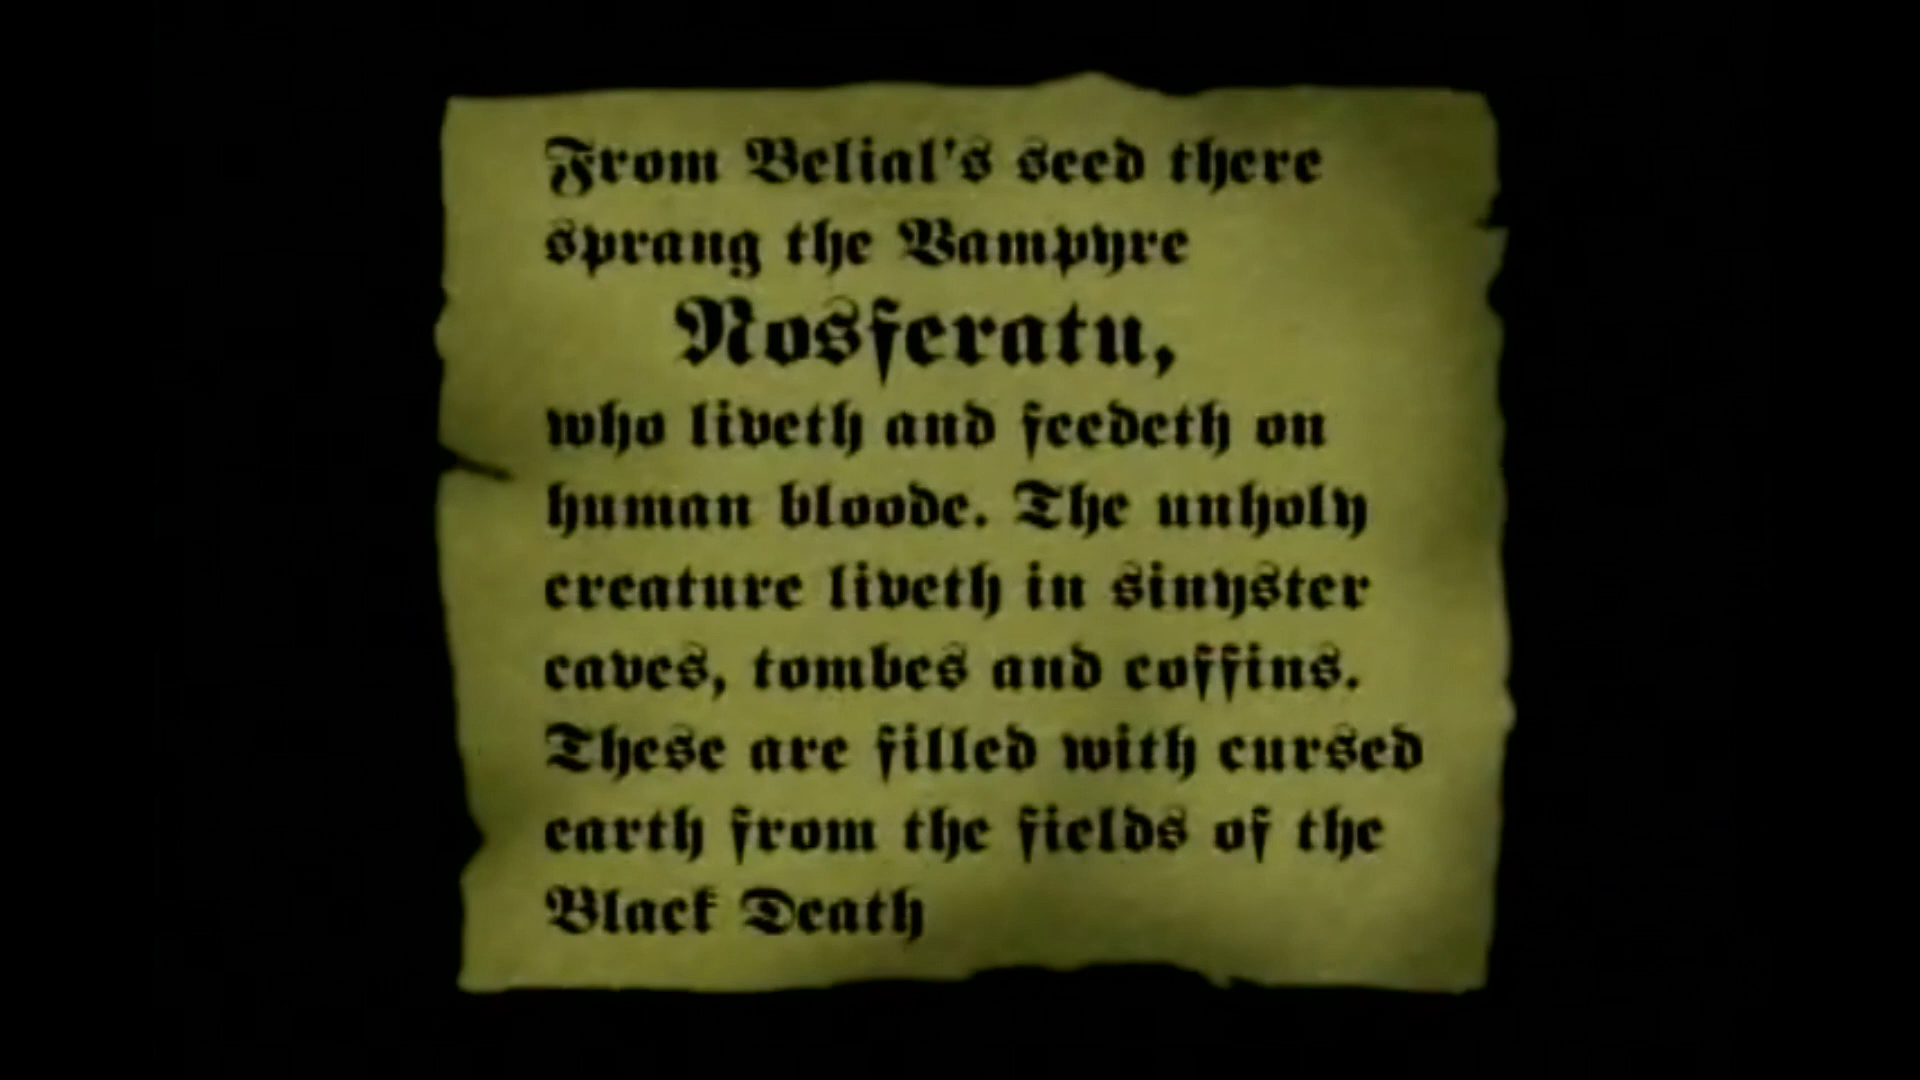 From Belial's seed there
sprang the Vampyre
Nosferatu,
who liveth and feedeth on
human bloode. The unholy
creature liveth in sinyster
caves, tombes and coffins.
These are filled with cursed
earth from the fields of the
Black Death